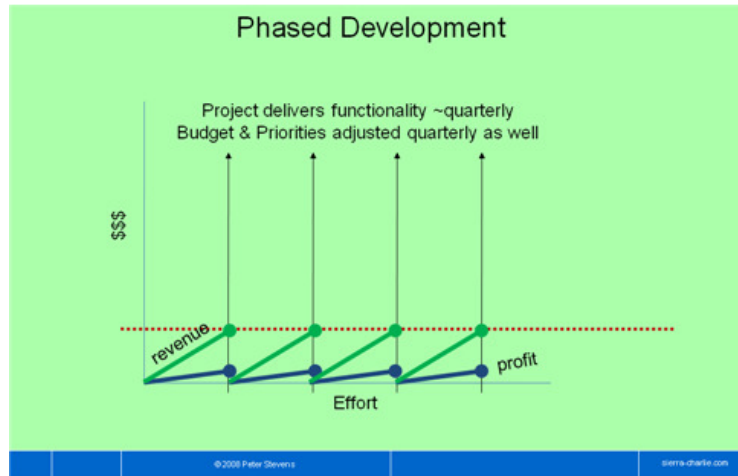 Phased Development
Project delivers functionality ~quarterly
Budget & Priorities adjusted quarterly as well
$$$
revenue
profit
Effort
©2008 Peter Stevens
sierra-charlie.com